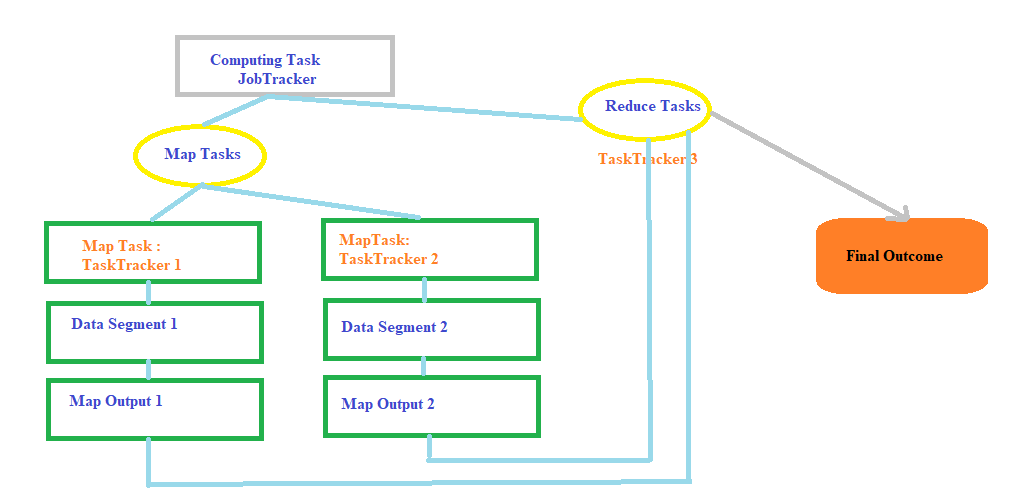 Computing Task
JobTracker
Reduce Tasks
TaskTracker 3
Map Tasks
Map Task :
TaskTracker 1
MapTask:
TaskTracker 2
Final Outcome
Data Segment 1
Data Segment 2
Map Output 1
Map Output 2